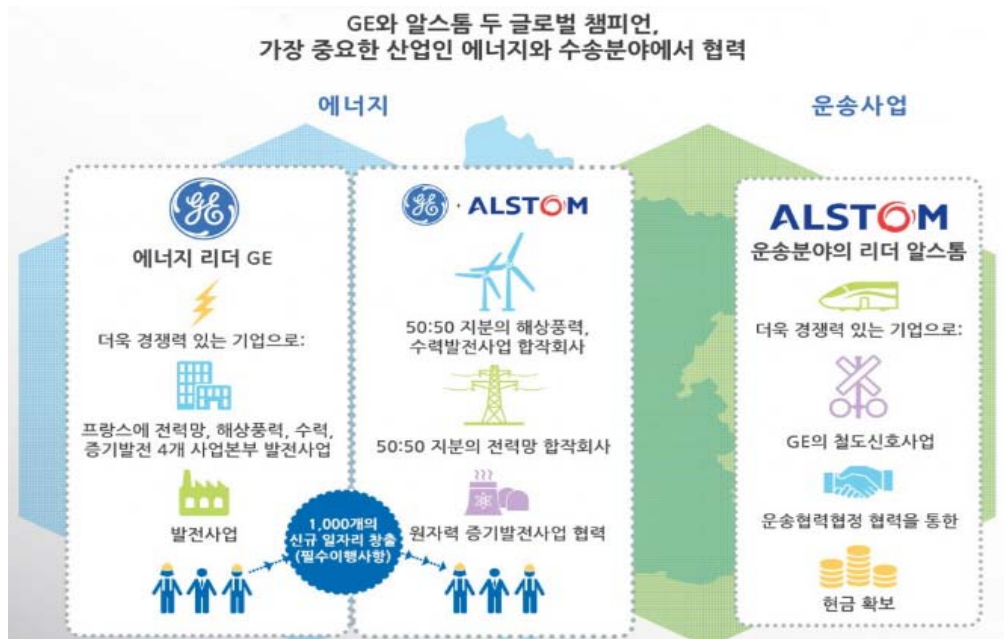 GE와 알스톰 두 글로벌 챔피언,
가장 중요한 산업인 에너지와 수송분야에서 협력
에너지
운송사업
GE
에너지 리더 GE
더욱 경쟁력 있는 기업으로:
프랑스에 전력망, 해상풍력, 수력,
증기발전 4개 사업본부 발전사업
발전사업
1,000개의
신규 일자리 창출
(필수이행사항)
GE + ALSTOM
50:50 지분의 해상풍력,
수력발전사업 합작회사
50:50 지분의 전력망 합작회사
원자력 증기발전사업 협력
ALSTOM
운송분야의 리더 알스톰
더욱 경쟁력 있는 기업으로:
GE의 철도신호사업
운송협력협정 협력을 통한
현금 확보